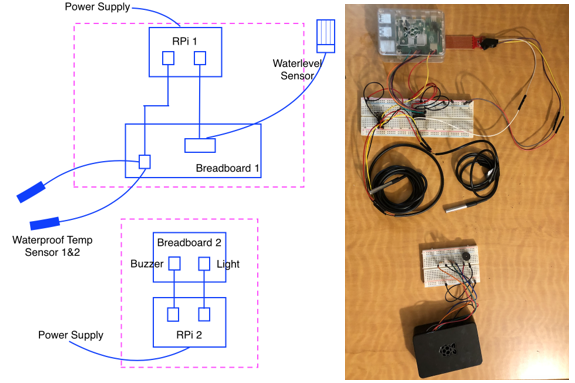 Power Supply
RPi 1
Waterlevel
Sensor
Breadboard 1
Waterproof Temp
Sensor 1&2
Breadboard 2
Buzzer
Light
Power Supply
RPi 2